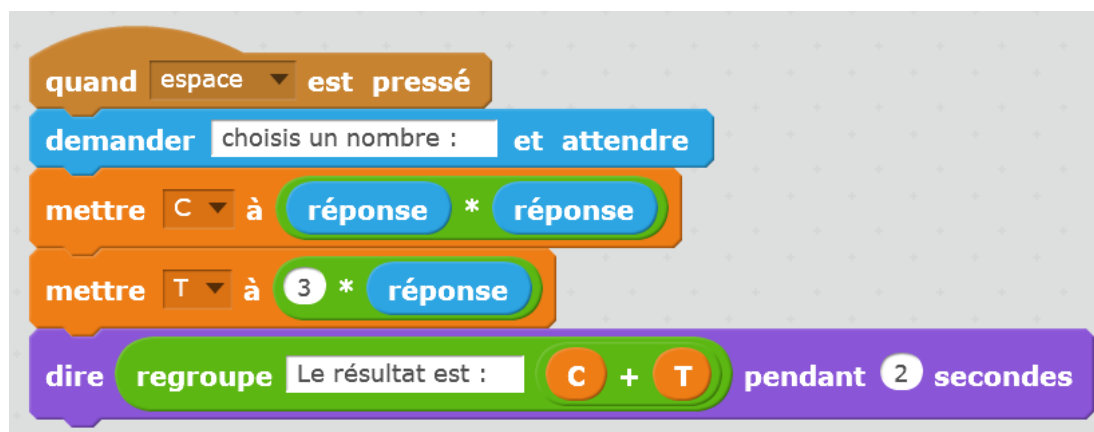 quand espace est pressé
demander choisis un nombre : et attendre
mettre C à réponse * réponse
mettre T à 3 * réponse
dire regroupe Le résultat est : C + T pendant 2 secondes